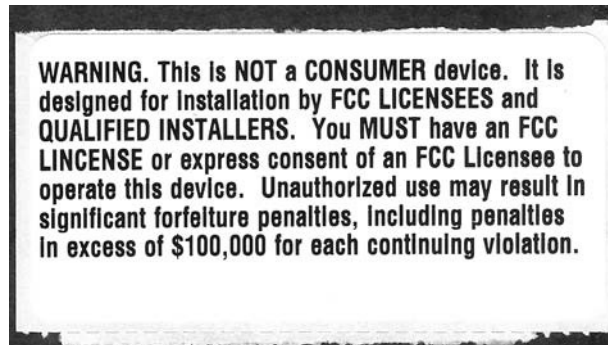 WARNING. This is NOT a CONSUMER device. It is
designed for installation by FCC LICENSEES and
QUALIFIED INSTALLERS. You MUST have an FCC
LINCENSE or express consent of an FCC Licensee to
operate this device. Unauthorized use may result in
significant forfeiture penalties, including penalties
in excess of $100,000 for each continuing violation.